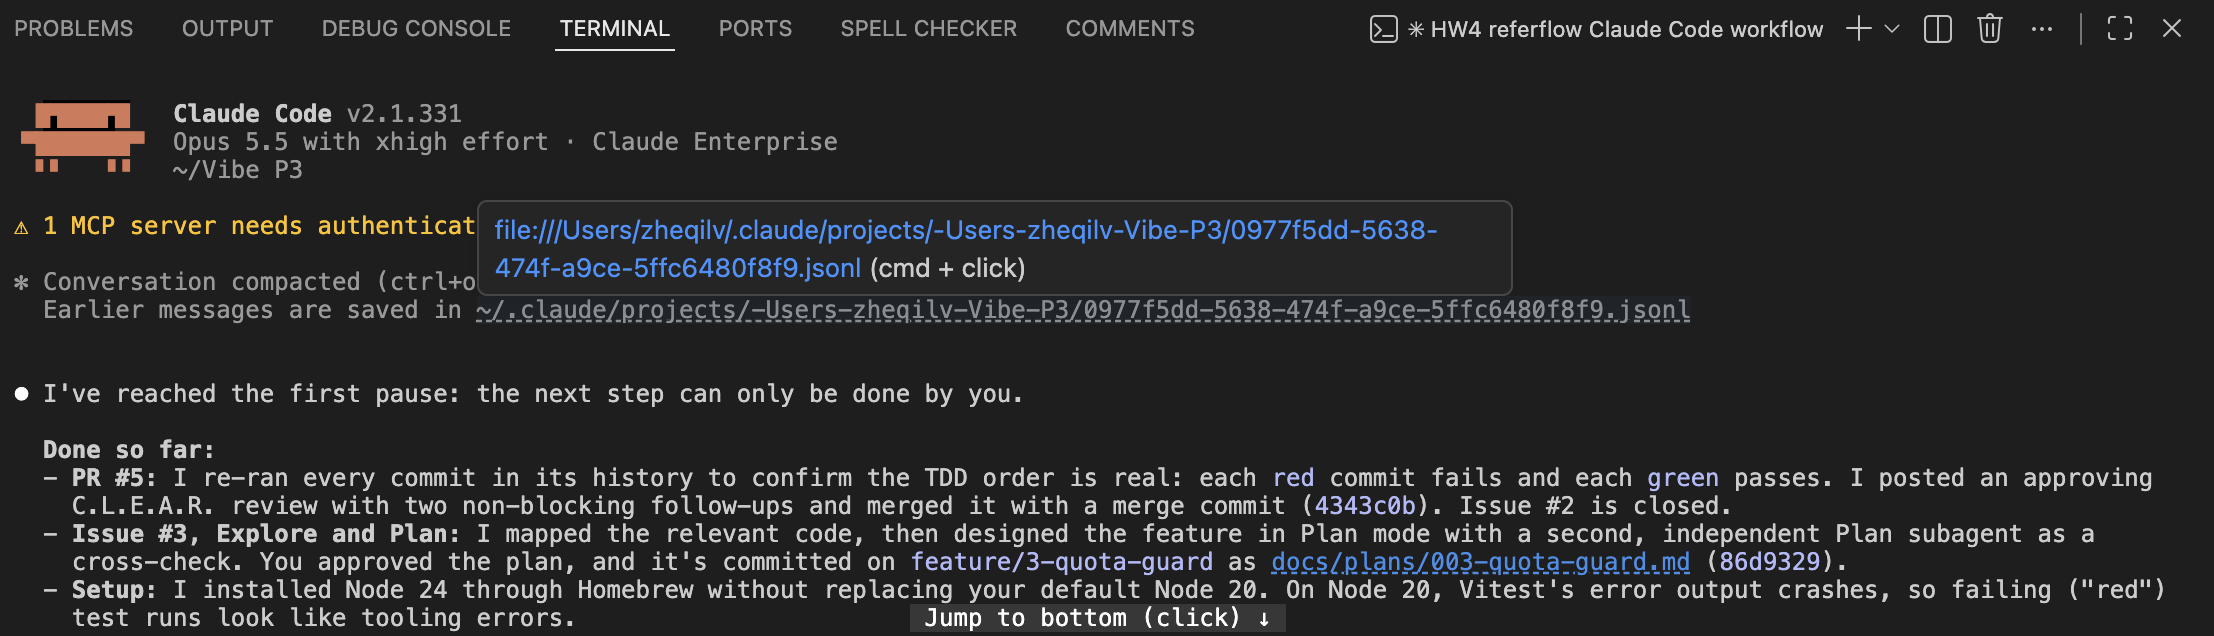 PROBLEMS OUTPUT DEBUG CONSOLE TERMINAL PORTS SPELL CHECKER COMMENTS ✳ HW4 referflow Claude Code workflow
Claude Code v2.1.331
Opus 5.5 with xhigh effort · Claude Enterprise
~/Vibe P3
⚠ 1 MCP server needs authenticat
file:///Users/zheqilv/.claude/projects/-Users-zheqilv-Vibe-P3/0977f5dd-5638-
474f-a9ce-5ffc6480f8f9.jsonl (cmd + click)
✻ Conversation compacted (ctrl+o
Earlier messages are saved in ~/.claude/projects/-Users-zheqilv-Vibe-P3/0977f5dd-5638-474f-a9ce-5ffc6480f8f9.jsonl
● I've reached the first pause: the next step can only be done by you.
Done so far:
- PR #5: I re-ran every commit in its history to confirm the TDD order is real: each red commit fails and each green passes. I posted an approving
C.L.E.A.R. review with two non-blocking follow-ups and merged it with a merge commit (4343c0b). Issue #2 is closed.
- Issue #3, Explore and Plan: I mapped the relevant code, then designed the feature in Plan mode with a second, independent Plan subagent as a
cross-check. You approved the plan, and it's committed on feature/3-quota-guard as docs/plans/003-quota-guard.md (86d9329).
- Setup: I installed Node 24 through Homebrew without replacing your default Node 20. On Node 20, Vitest's error output crashes, so failing ("red")
test runs look like tooling errors.
Jump to bottom (click) ↓